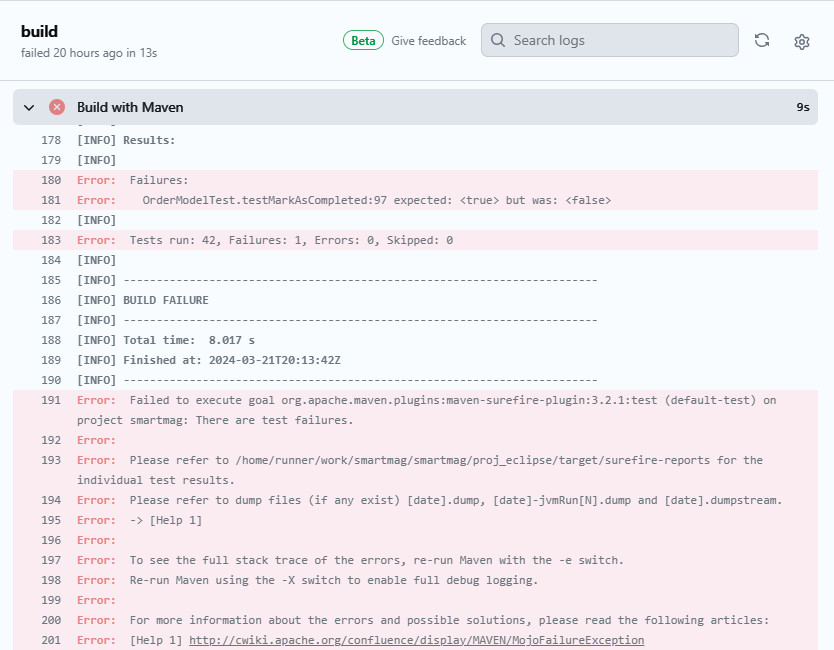 build
failed 20 hours ago in 13s
Beta Give feedback
Search logs
Build with Maven 9s
178 [INFO] Results:
179 [INFO]
180 Error:  Failures:
181 Error:    OrderModelTest.testMarkAsCompleted:97 expected: <true> but was: <false>
182 [INFO]
183 Error:  Tests run: 42, Failures: 1, Errors: 0, Skipped: 0
184 [INFO]
185 [INFO] ------------------------------------------------------------------------
186 [INFO] BUILD FAILURE
187 [INFO] ------------------------------------------------------------------------
188 [INFO] Total time:  8.017 s
189 [INFO] Finished at: 2024-03-21T20:13:42Z
190 [INFO] ------------------------------------------------------------------------
191 Error:  Failed to execute goal org.apache.maven.plugins:maven-surefire-plugin:3.2.1:test (default-test) on
project smartmag: There are test failures.
192 Error:
193 Error:  Please refer to /home/runner/work/smartmag/smartmag/proj_eclipse/target/surefire-reports for the
individual test results.
194 Error:  Please refer to dump files (if any exist) [date].dump, [date]-jvmRun[N].dump and [date].dumpstream.
195 Error:  -> [Help 1]
196 Error:
197 Error:  To see the full stack trace of the errors, re-run Maven with the -e switch.
198 Error:  Re-run Maven using the -X switch to enable full debug logging.
199 Error:
200 Error:  For more information about the errors and possible solutions, please read the following articles:
201 Error:  [Help 1] http://cwiki.apache.org/confluence/display/MAVEN/MojoFailureException